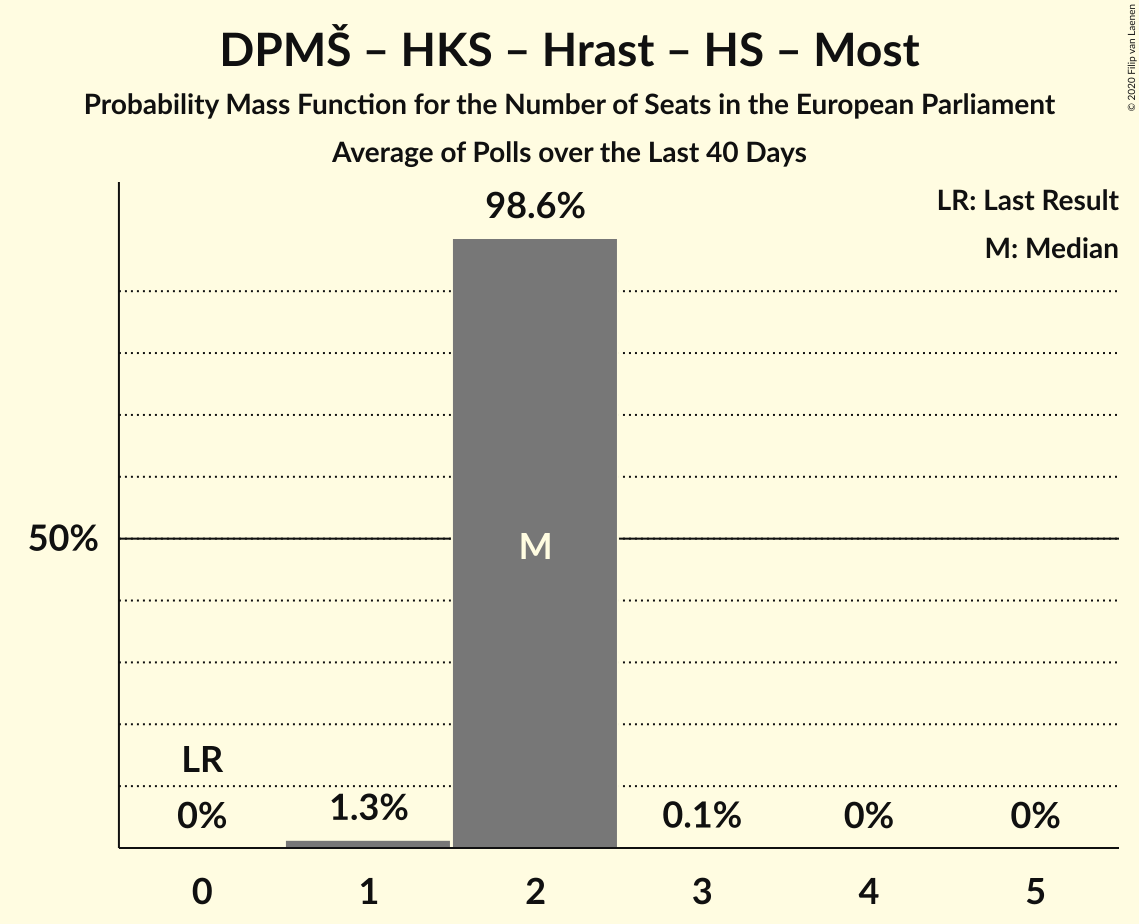 DPMŠ – HKS – Hrast – HS – Most
Probability Mass Function for the Number of Seats in the European Parliament
Average of Polls over the Last 40 Days
© 2020 Filip van Laenen
LR: Last Result
M: Median
98.6%
50%
M
LR
0%
1.3%
0.1%
0%
0%
0
1
2
3
4
5